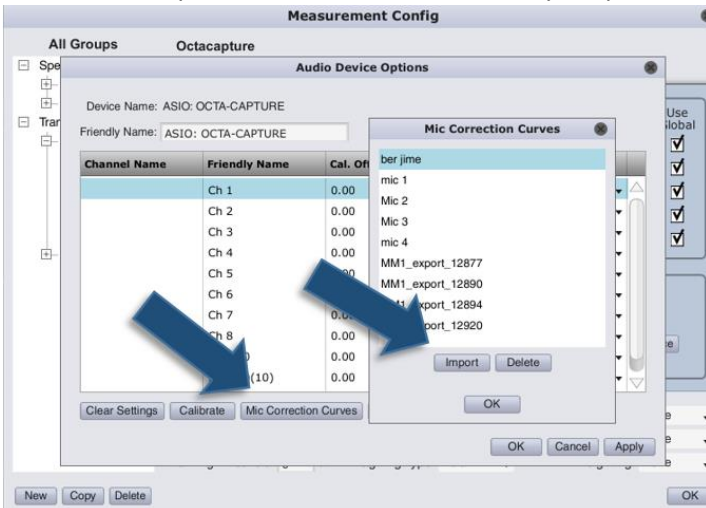 Measurement Config
All Groups Octacapture
Spe
Audio Device Options
Device Name: ASIO: OCTA-CAPTURE
Use
Global
Tran
Friendly Name: ASIO: OCTA-CAPTURE
Mic Correction Curves
Channel Name Friendly Name Cal. Off
ber jime
Ch 1 0.00
mic 1
Ch 2 0.00
Mic 2
Ch 3 0.00
Mic 3
Ch 4 0.00
mic 4
Ch 5 0.00
MM1_export_12877
Ch 6
MM1_export_12890
Ch 7
MM1_export_12894
Ch 8 0.00
export_12920
0.00
(10) 0.00
Import Delete
Clear Settings Calibrate Mic Correction Curves
OK
OK Cancel Apply
New Copy Delete OK